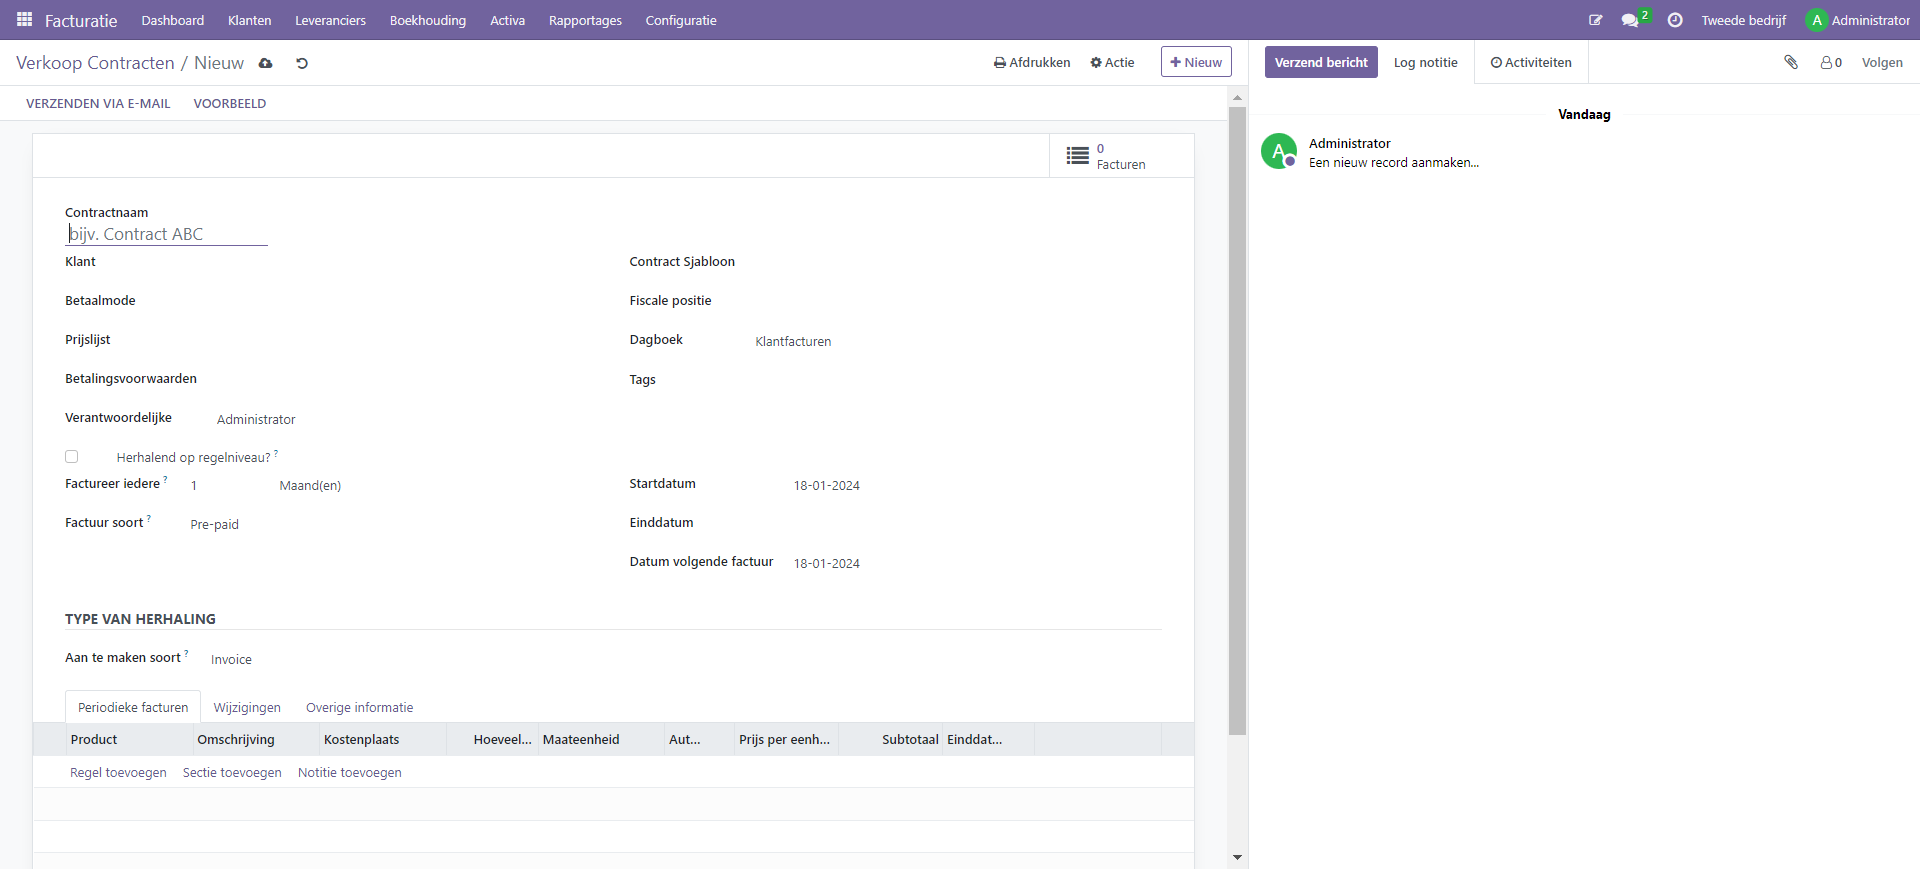 Facturatie Dashboard Klanten Leveranciers Boekhouding Activa Rapportages Configuratie 2 Tweede bedrijf A Administrator
Verkoop Contracten / Nieuw Afdrukken Actie + Nieuw
VERZENDEN VIA E-MAIL VOORBEELD
0
Facturen
Contractnaam
bijv. Contract ABC
Klant Contract Sjabloon
Betaalmode Fiscale positie
Prijslijst Dagboek Klantfacturen
Betalingsvoorwaarden Tags
Verantwoordelijke Administrator
Herhalend op regelniveau? ?
Factureer iedere ? 1 Maand(en) Startdatum 18-01-2024
Factuur soort ? Pre-paid Einddatum
Datum volgende factuur 18-01-2024
TYPE VAN HERHALING
Aan te maken soort ? Invoice
Periodieke facturen Wijzigingen Overige informatie
Product Omschrijving Kostenplaats Hoeveel... Maateenheid Aut... Prijs per eenh... Subtotaal Einddat...
Regel toevoegen Sectie toevoegen Notitie toevoegen
Verzend bericht Log notitie Activiteiten 0 Volgen
Vandaag
A Administrator
Een nieuw record aanmaken...